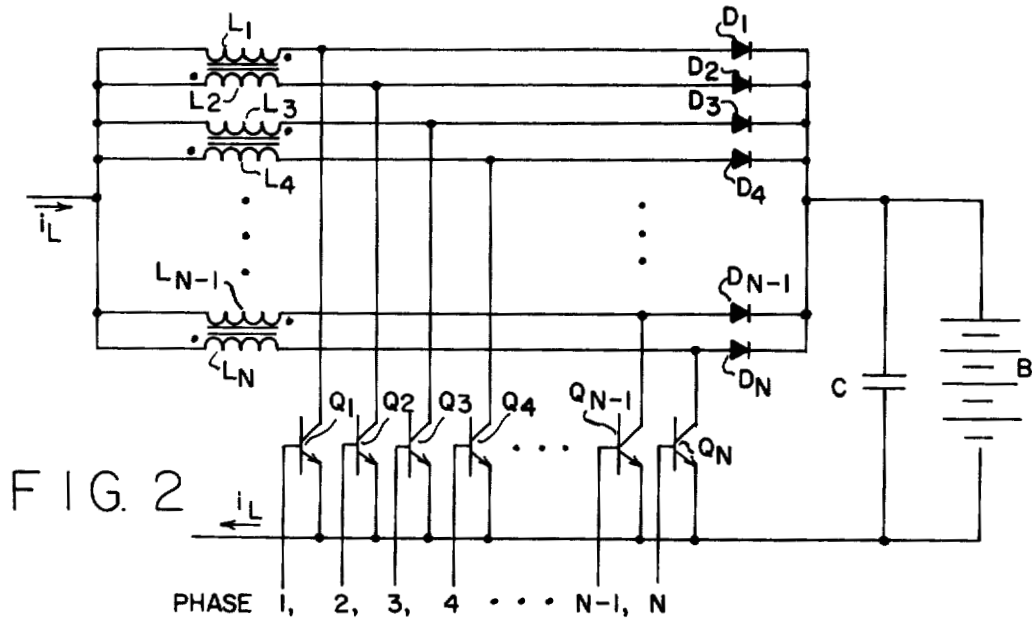 L1
D1
L2
D2
L3
D3
L4
D4
iL
LN-1
DN-1
LN
DN
C
B
Q1
Q2
Q3
Q4
QN-1
QN
FIG. 2
iL
PHASE 1, 2, 3, 4 • • • N-1, N